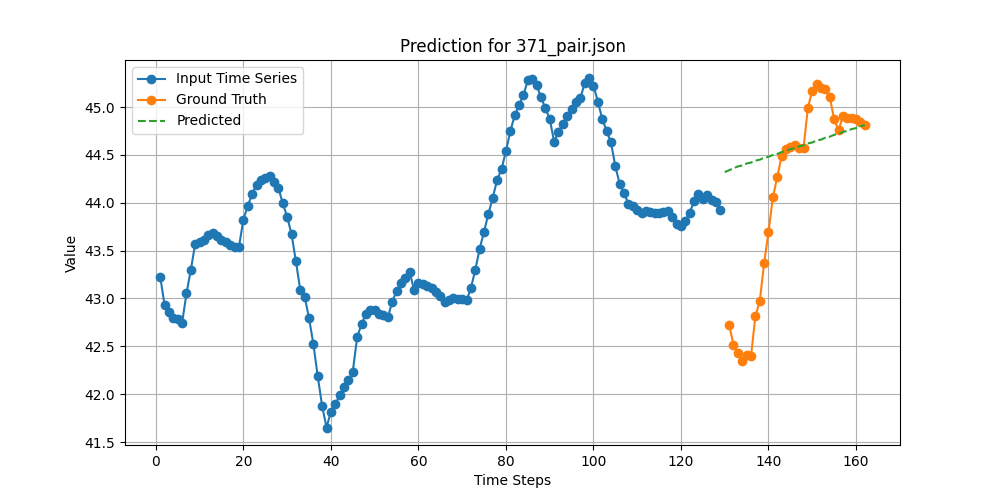 Prediction for 371_pair.json
Input Time Series
Ground Truth
Predicted
Value
45.0
44.5
44.0
43.5
43.0
42.5
42.0
41.5
0 20 40 60 80 100 120 140 160
Time Steps